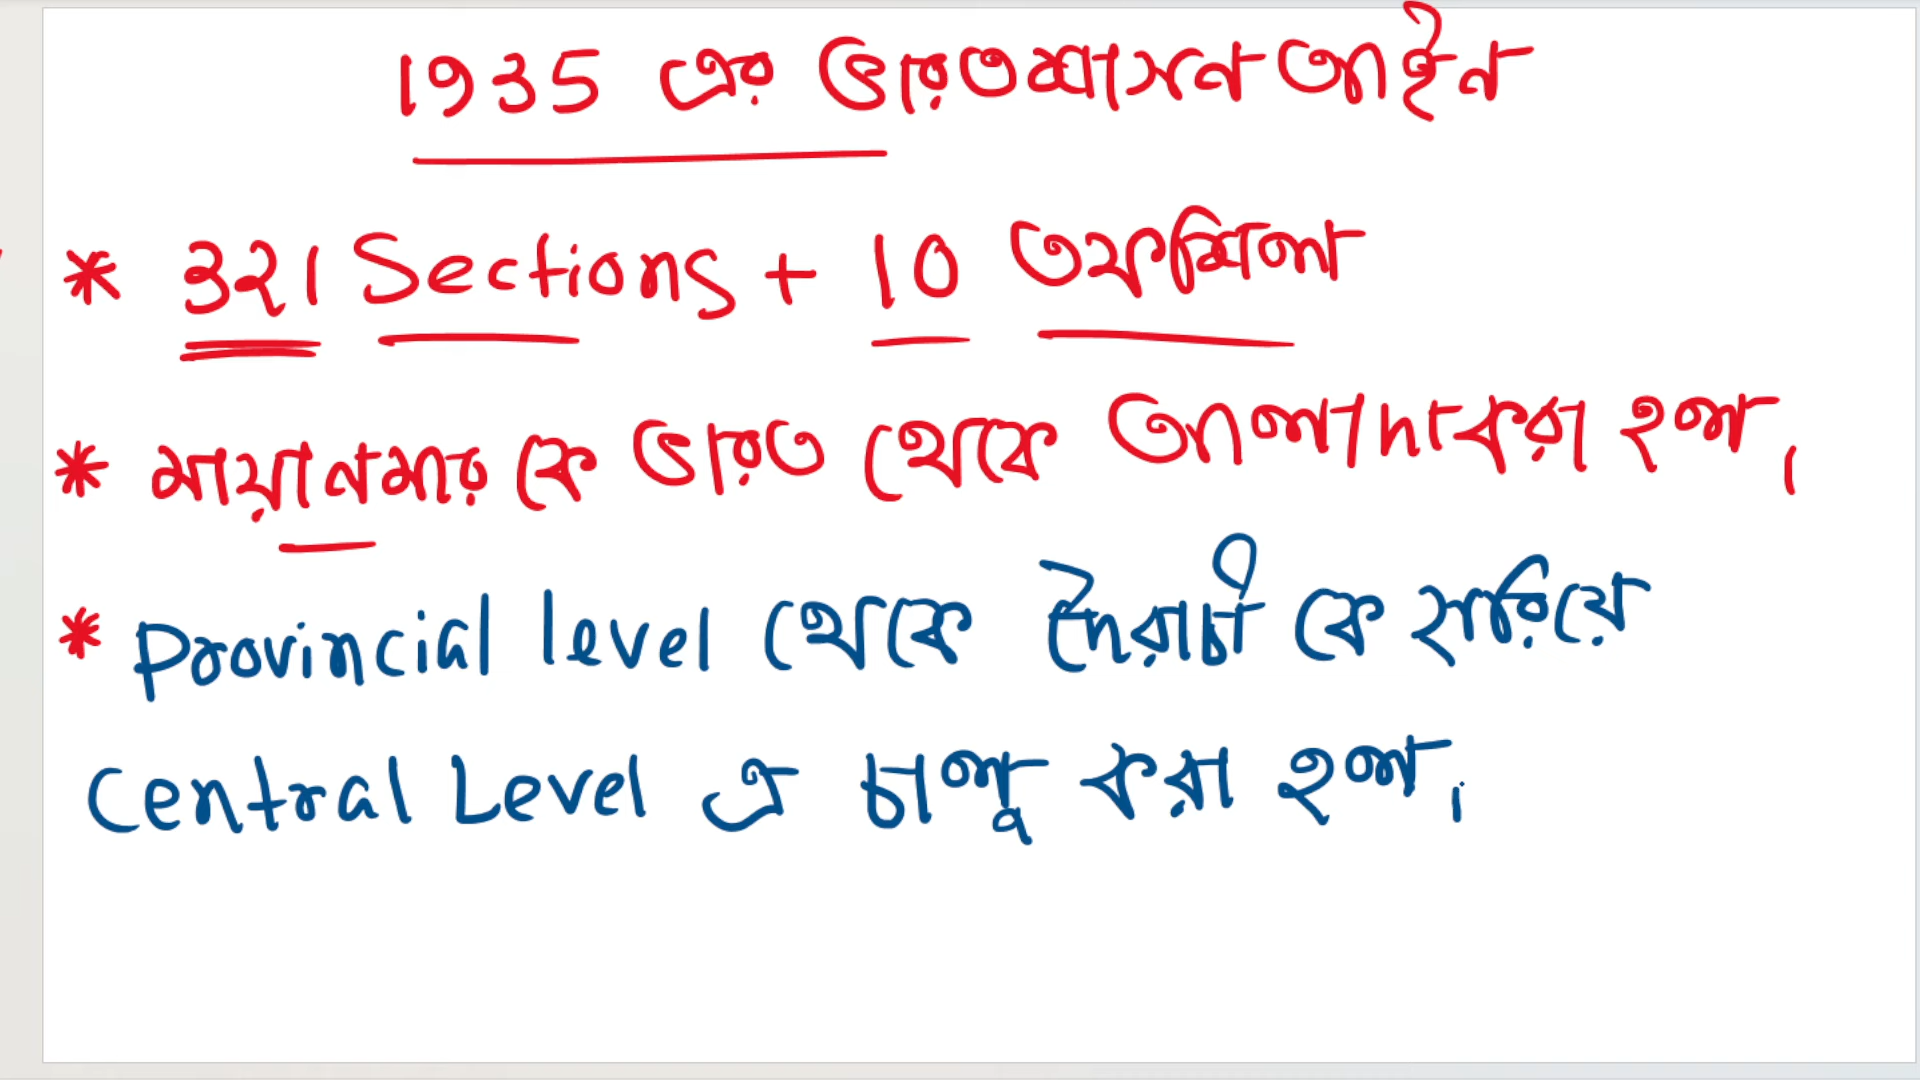 1935 এর ভারতশাসন আইন
* 321 Sections + 10 তফশিল
* মায়ানমার কে ভারত থেকে আলাদা করা হল।
* Provincial level থেকে দ্বৈরাচী কে সরিয়ে
Central Level এ চালু করা হল।